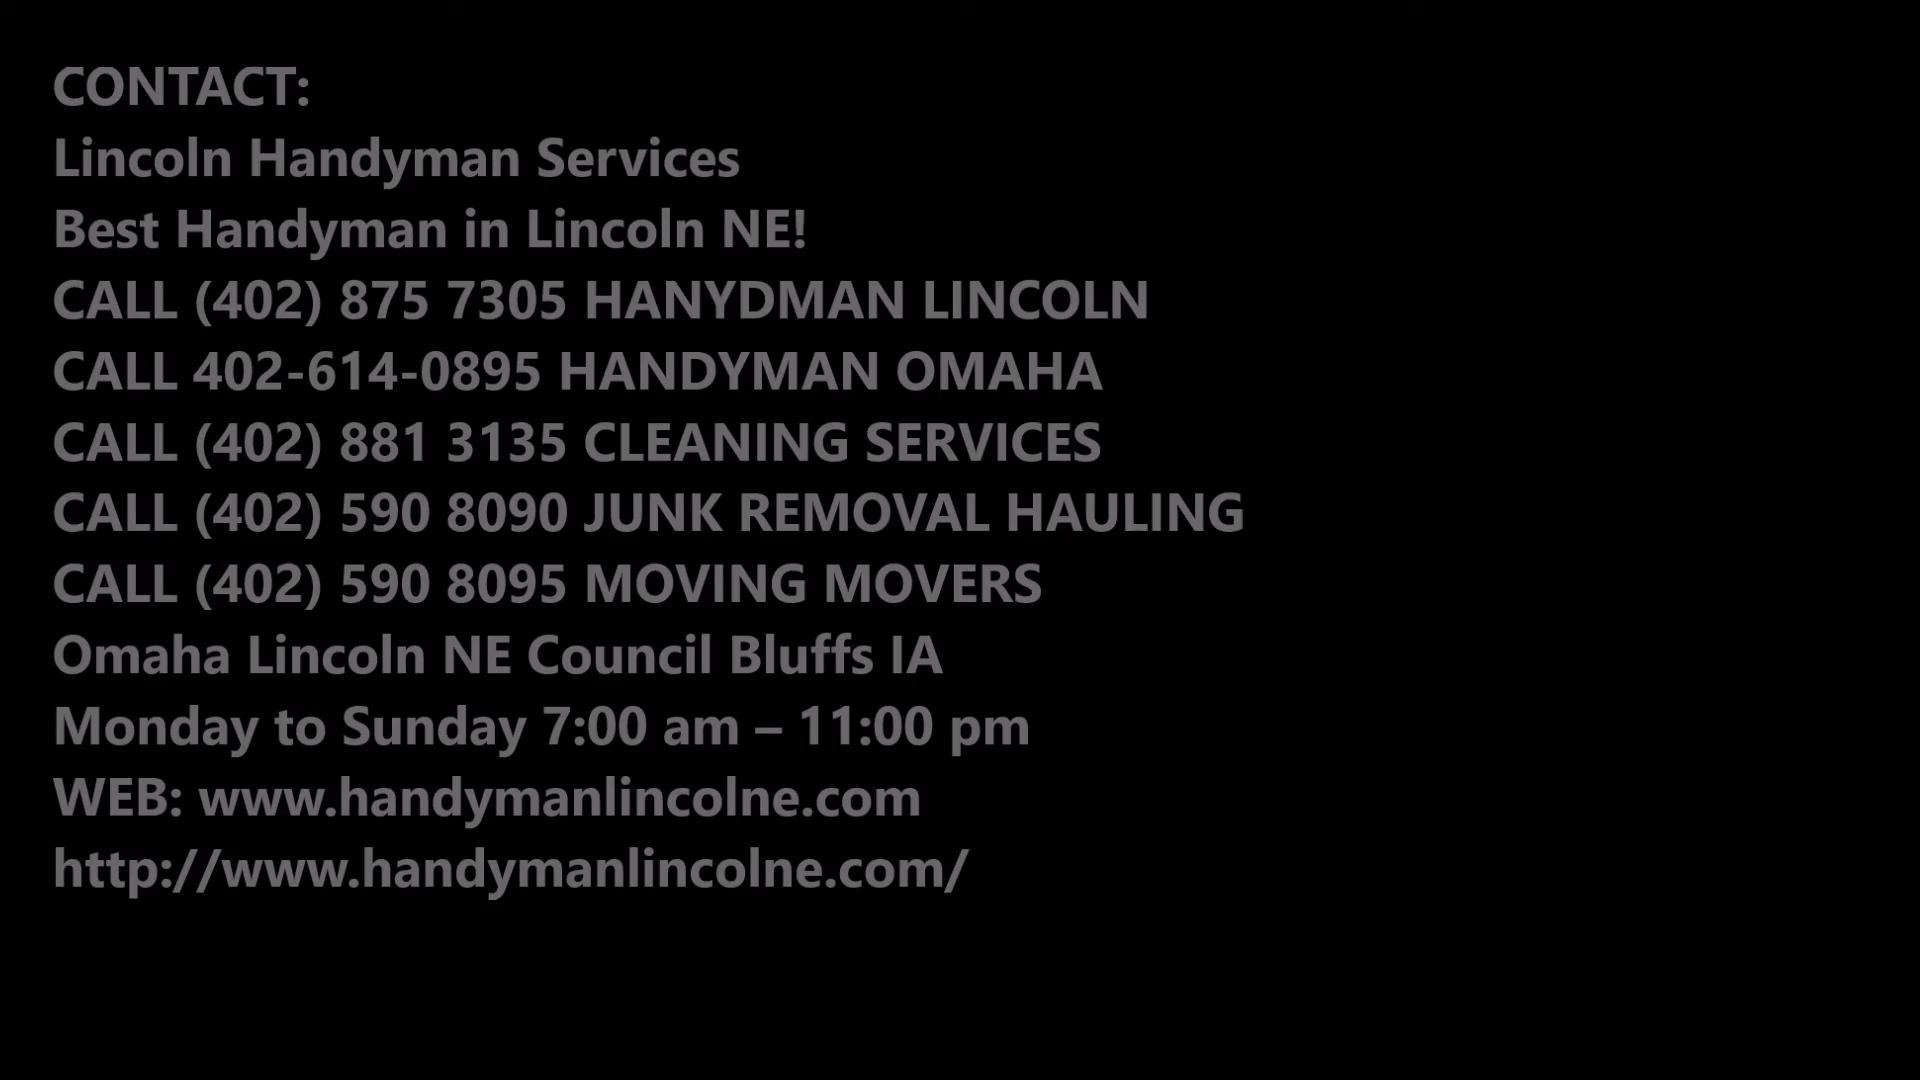 CONTACT:
Lincoln Handyman Services
Best Handyman in Lincoln NE!
CALL (402) 875 7305 HANYDMAN LINCOLN
CALL 402-614-0895 HANDYMAN OMAHA
CALL (402) 881 3135 CLEANING SERVICES
CALL (402) 590 8090 JUNK REMOVAL HAULING
CALL (402) 590 8095 MOVING MOVERS
Omaha Lincoln NE Council Bluffs IA
Monday to Sunday 7:00 am – 11:00 pm
WEB: www.handymanlincolne.com
http://www.handymanlincolne.com/